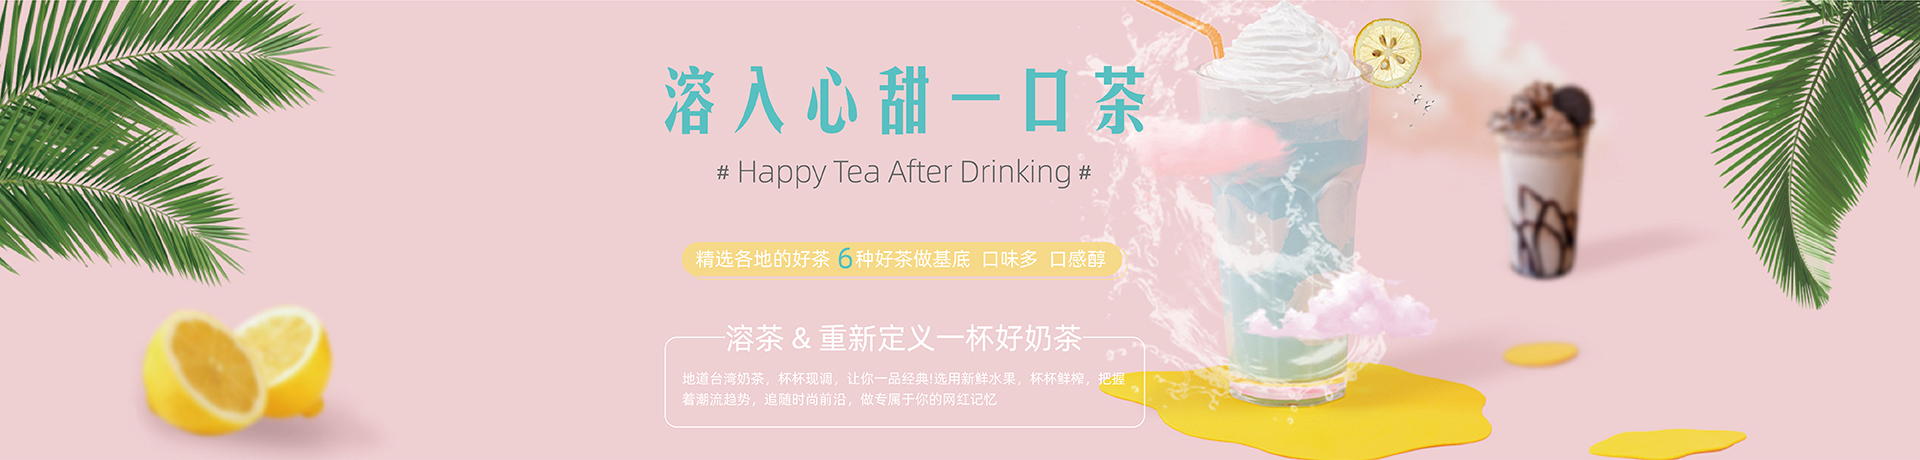 溶入心甜一口茶
# Happy Tea After Drinking #
精选各地的好茶 6种好茶做基底 口味多 口感醇
溶茶 & 重新定义一杯好奶茶
地道台湾奶茶，杯杯现调，让你一品经典!选用新鲜水果，杯杯鲜榨，把握
着潮流趋势，追随时尚前沿，做专属于你的网红记忆